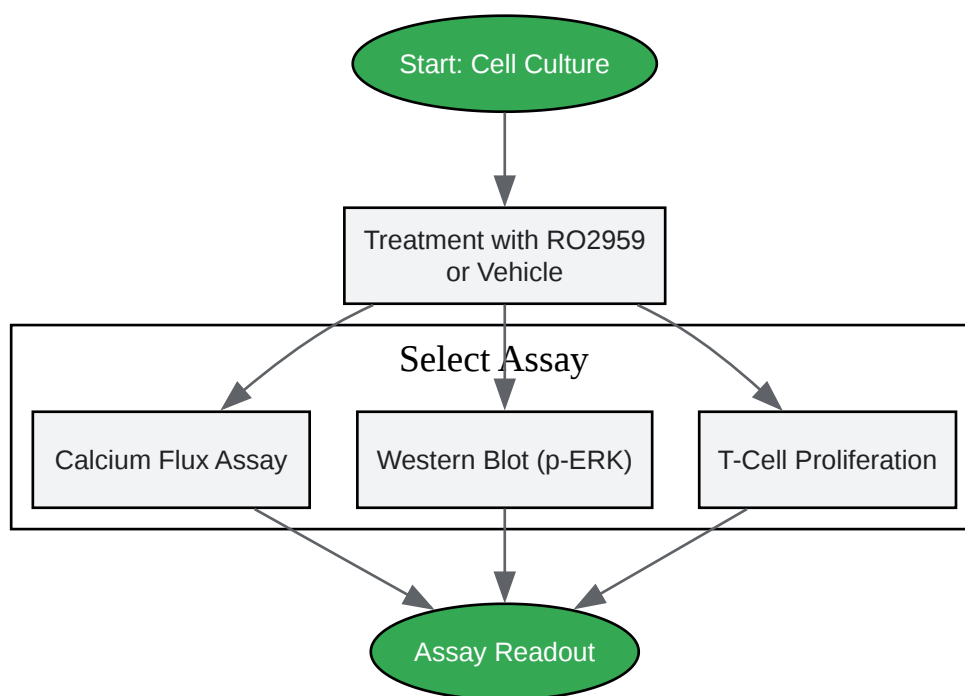 Start: Cell Culture
Treatment with RO2959
or Vehicle
Select Assay
Calcium Flux Assay
Western Blot (p-ERK)
T-Cell Proliferation
Assay Readout